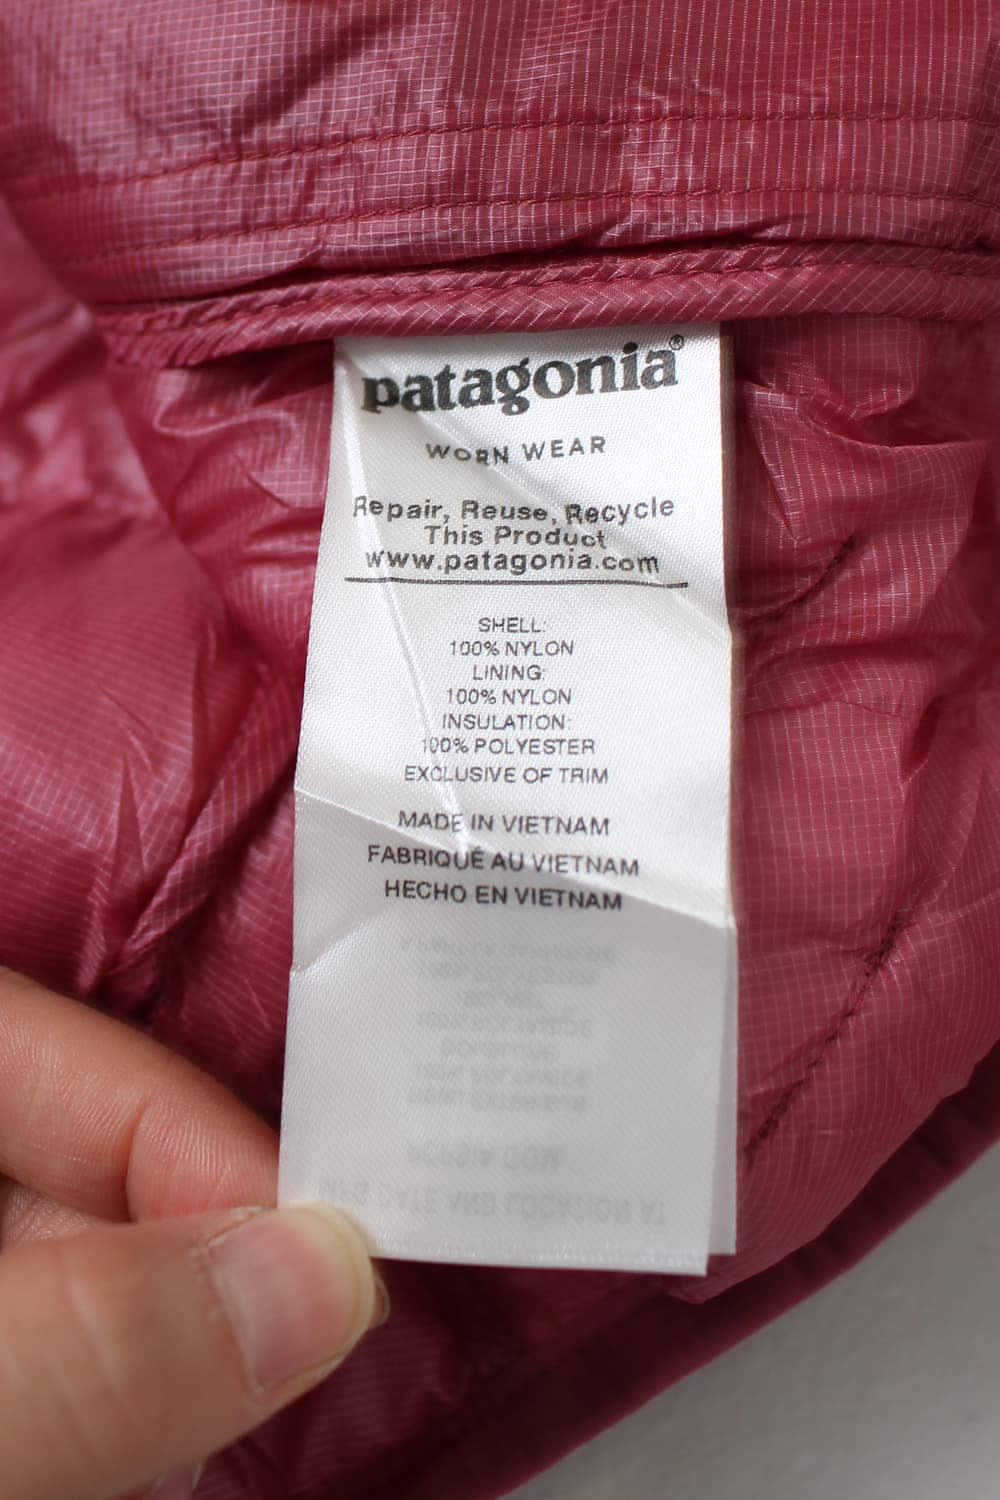 patagonia®
WORN WEAR
Repair, Reuse, Recycle
This Product
www.patagonia.com
SHELL:
100% NYLON
LINING:
100% NYLON
INSULATION:
100% POLYESTER
EXCLUSIVE OF TRIM
MADE IN VIETNAM
FABRIQUÉ AU VIETNAM
HECHO EN VIETNAM